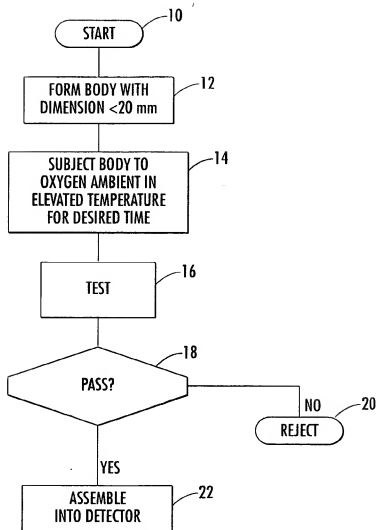 START
10
FORM BODY WITH
DIMENSION <20 mm
12
SUBJECT BODY TO
OXYGEN AMBIENT IN
ELEVATED TEMPERATURE
FOR DESIRED TIME
14
TEST
16
PASS?
18
NO
REJECT
20
YES
ASSEMBLE
INTO DETECTOR
22